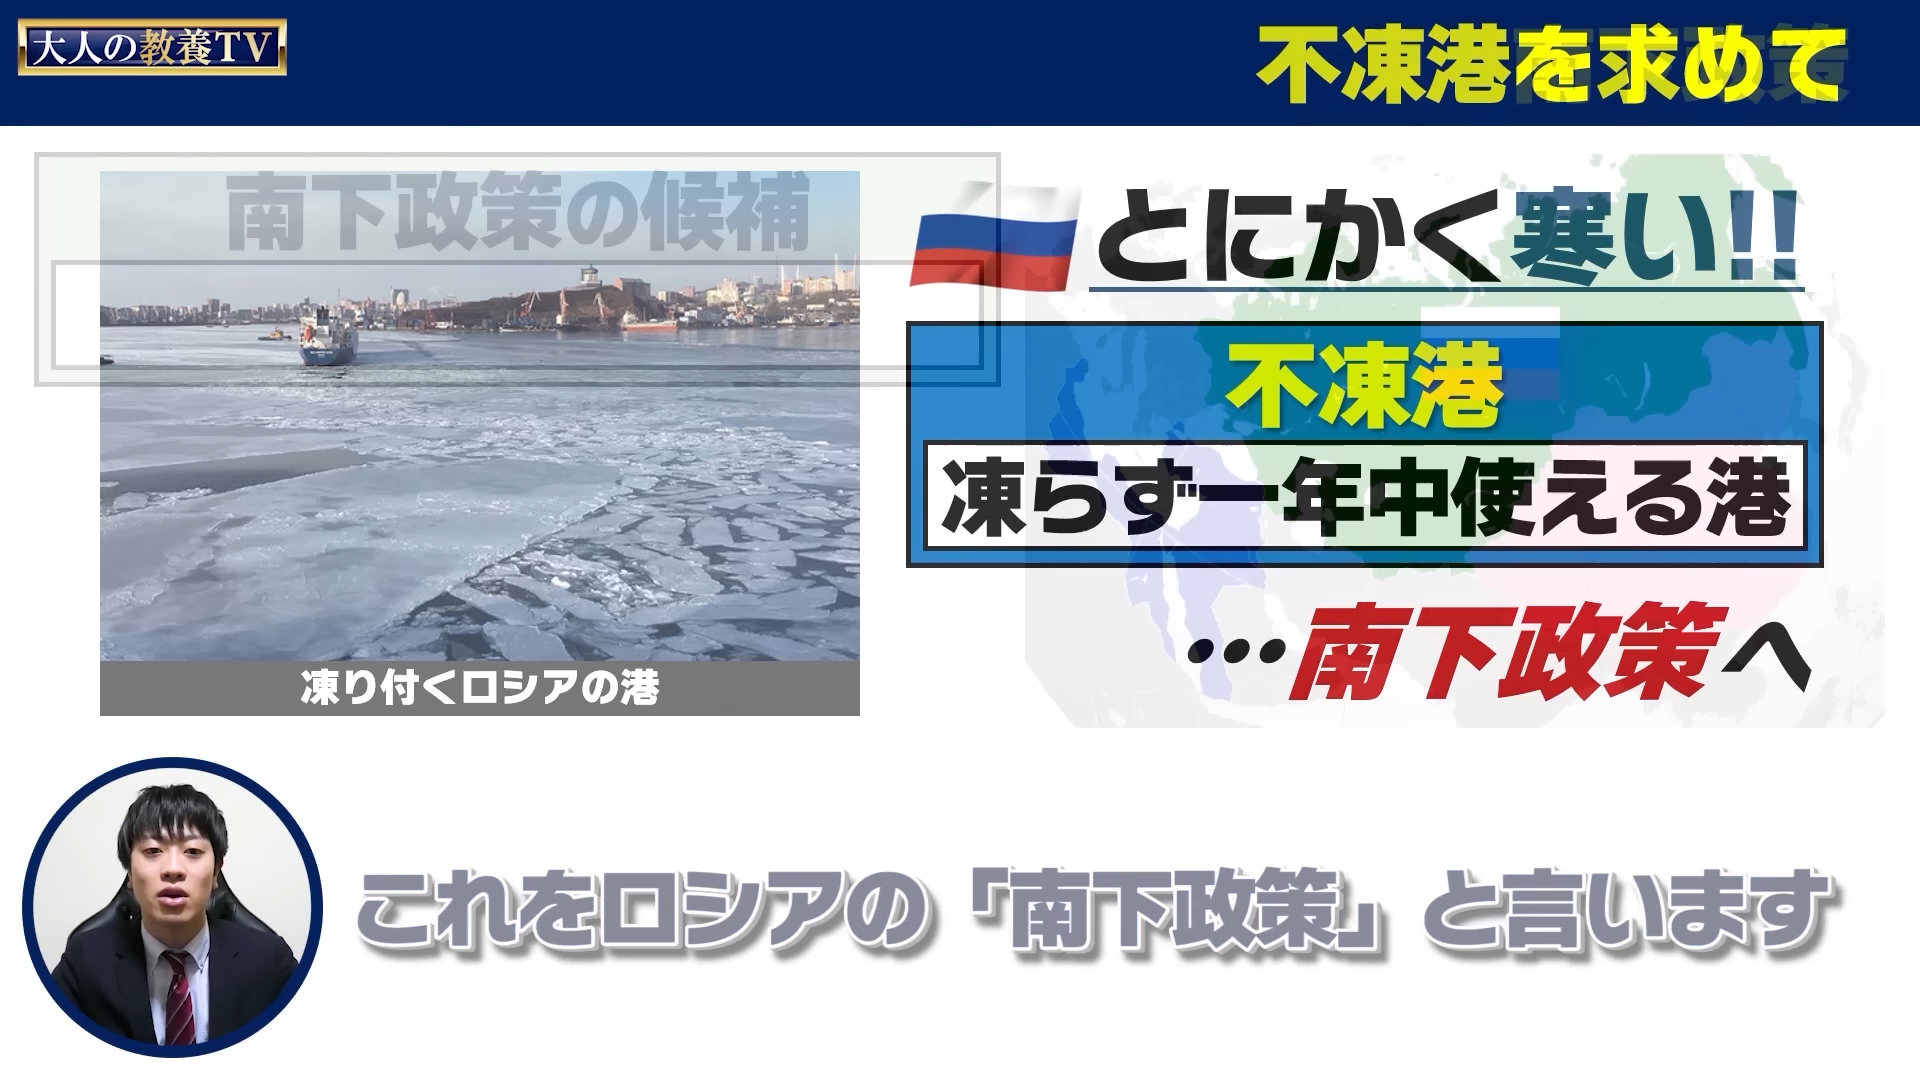 大人の教養TV
不凍港を求めて
南下政策の候補
とにかく寒い!!
不凍港
凍らず一年中使える港
…南下政策へ
凍り付くロシアの港
これをロシアの「南下政策」と言います